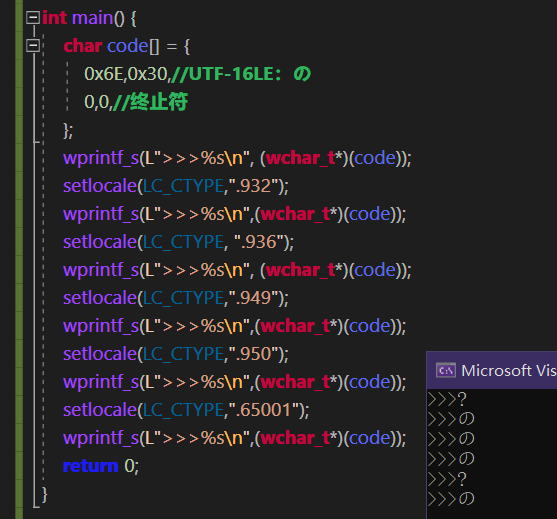 int main() {
char code[] = {
0x6E,0x30,//UTF-16LE：の
0,0,//终止符
};
wprintf_s(L">>>%s\n", (wchar_t*)(code));
setlocale(LC_CTYPE,".932");
wprintf_s(L">>>%s\n",(wchar_t*)(code));
setlocale(LC_CTYPE, ".936");
wprintf_s(L">>>%s\n", (wchar_t*)(code));
setlocale(LC_CTYPE,".949");
wprintf_s(L">>>%s\n",(wchar_t*)(code));
setlocale(LC_CTYPE,".950");
wprintf_s(L">>>%s\n",(wchar_t*)(code));
setlocale(LC_CTYPE,".65001");
wprintf_s(L">>>%s\n",(wchar_t*)(code));
return 0;
}
C:\ Microsoft Vis
>>>?
>>>の
>>>の
>>>の
>>>?
>>>の